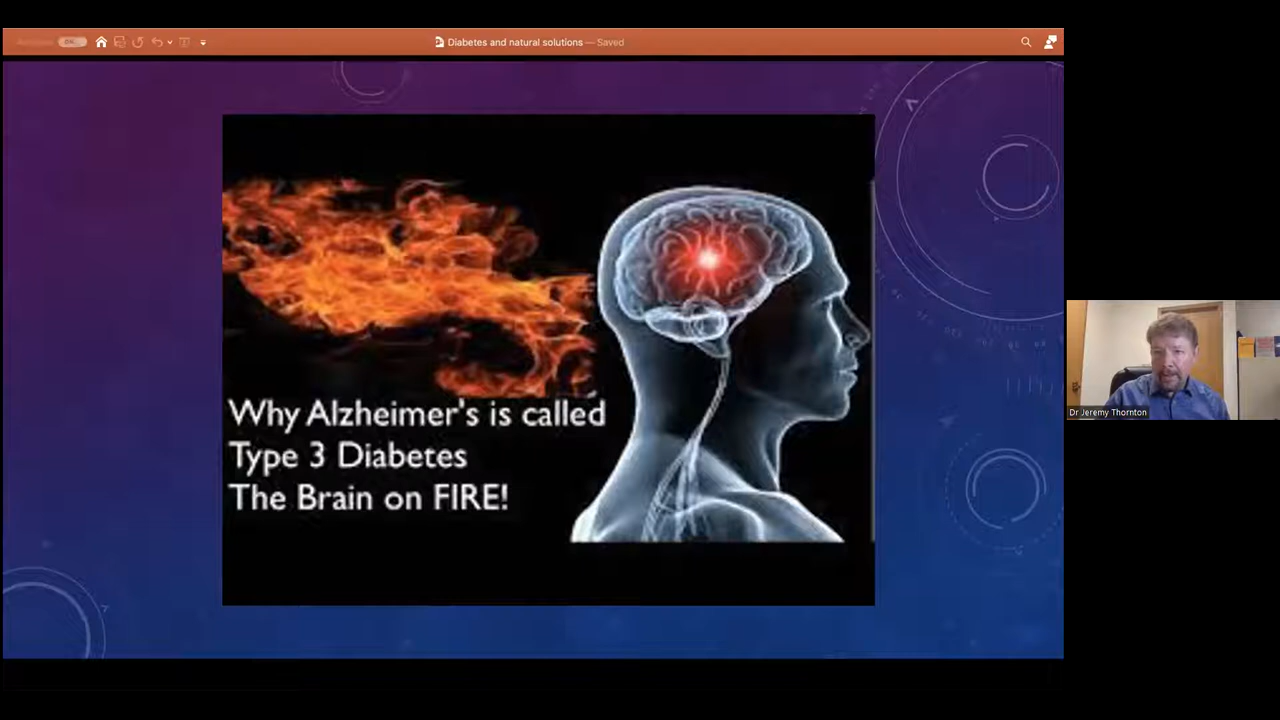 Diabetes and natural solutions — Saved
Why Alzheimer's is called
Type 3 Diabetes
The Brain on FIRE!
Dr Jeremy Thornton